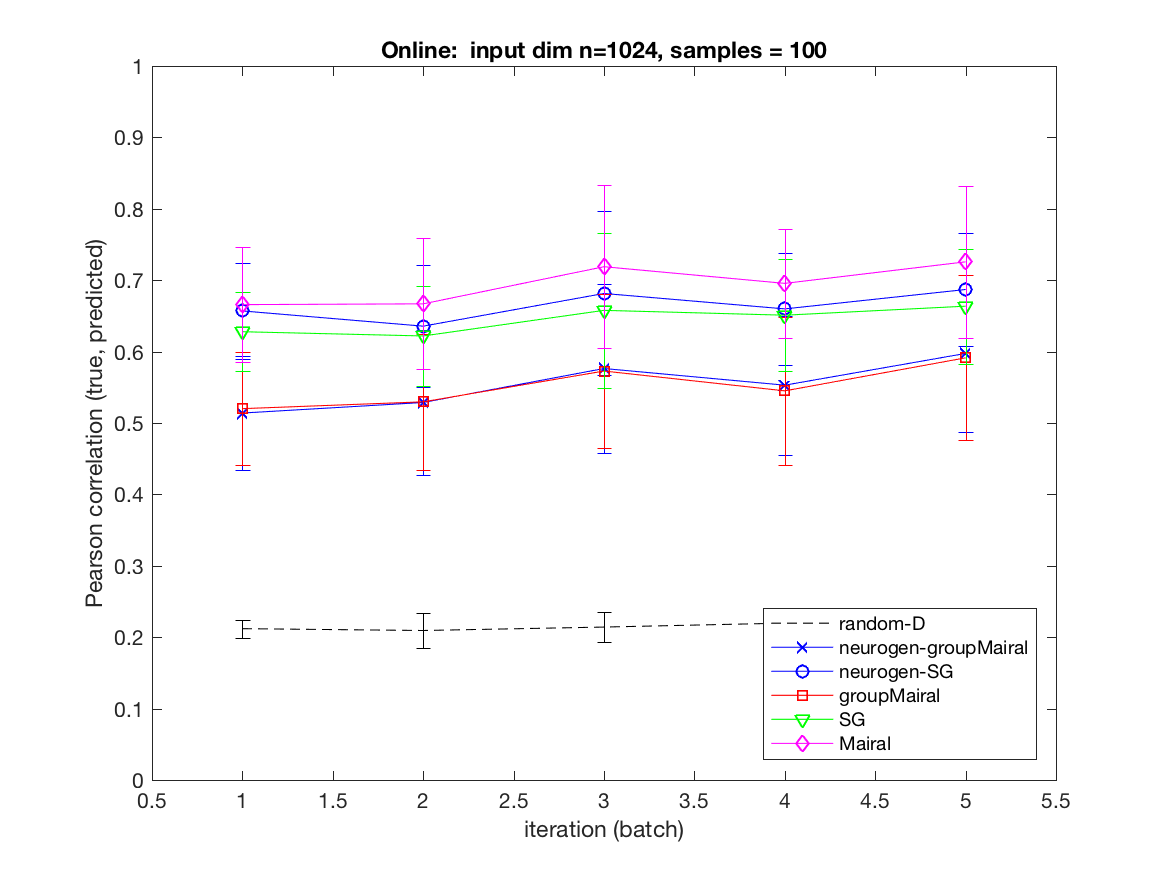 Online: input dim n=1024, samples = 100
Pearson correlation (true, predicted)
1
0.9
0.8
0.7
0.6
0.5
0.4
0.3
0.2
0.1
0
0.5
1
1.5
2
2.5
3
3.5
4
4.5
5
5.5
iteration (batch)
random-D
neurogen-groupMairal
neurogen-SG
groupMairal
SG
Mairal